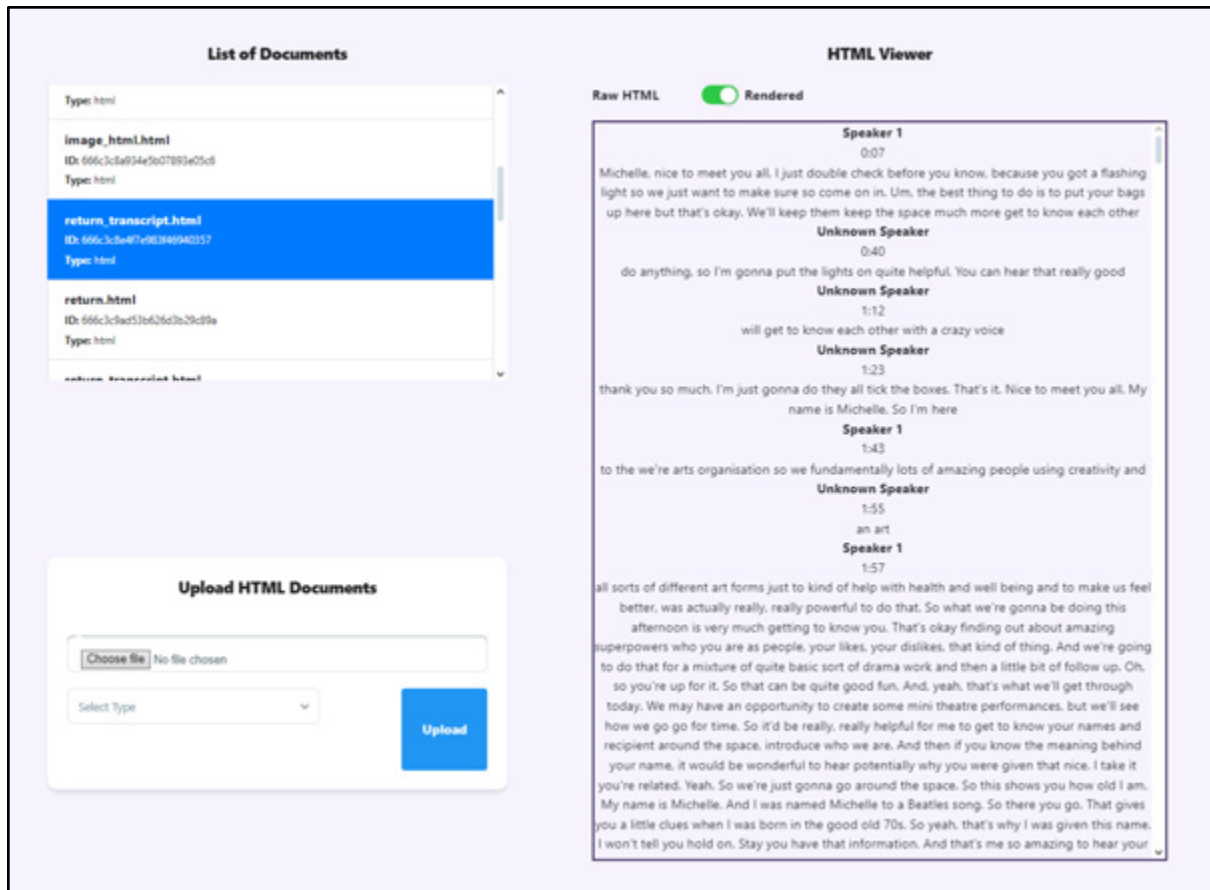 List of Documents
Type: html
image_html.html
ID: 666c3c8a934e5b07893e05c6
Type: html
return_transcript.html
ID: 666c3c8e4f7e983f46940357
Type: html
return.html
ID: 666c3c9ad53b626d3b29c89a
Type: html
return_transcript.html
Upload HTML Documents
Choose file No file chosen
Select Type
Upload
HTML Viewer
Raw HTML Rendered
Speaker 1
0:07
Michelle, nice to meet you all. I just double check before you know, because you got a flashing
light so we just want to make sure so come on in. Um, the best thing to do is to put your bags
up here but that's okay. We'll keep them keep the space much more get to know each other
Unknown Speaker
0:40
do anything, so I'm gonna put the lights on quite helpful. You can hear that really good
Unknown Speaker
1:12
will get to know each other with a crazy voice
Unknown Speaker
1:23
thank you so much. I'm just gonna do they all tick the boxes. That's it. Nice to meet you all. My
name is Michelle. So I'm here
Speaker 1
1:43
to the we're arts organisation so we fundamentally lots of amazing people using creativity and
Unknown Speaker
1:55
an art
Speaker 1
1:57
all sorts of different art forms just to kind of help with health and well being and to make us feel
better, was actually really, really powerful to do that. So what we're gonna be doing this
afternoon is very much getting to know you. That's okay finding out about amazing
superpowers who you are as people, your likes, your dislikes, that kind of thing. And we're going
to do that for a mixture of quite basic sort of drama work and then a little bit of follow up. Oh,
so you're up for it. So that can be quite good fun. And, yeah, that's what we'll get through
today. We may have an opportunity to create some mini theatre performances, but we'll see
how we go go for time. So it'd be really, really helpful for me to get to know your names and
recipient around the space, introduce who we are. And then if you know the meaning behind
your name, it would be wonderful to hear potentially why you were given that nice. I take it
you're related. Yeah. So we're just gonna go around the space. So this shows you how old I am.
My name is Michelle. And I was named Michelle to a Beatles song. So there you go. That gives
you a little clues when I was born in the good old 70s. So yeah, that's why I was given this name.
I won't tell you hold on. Stay you have that information. And that's me so amazing to hear your